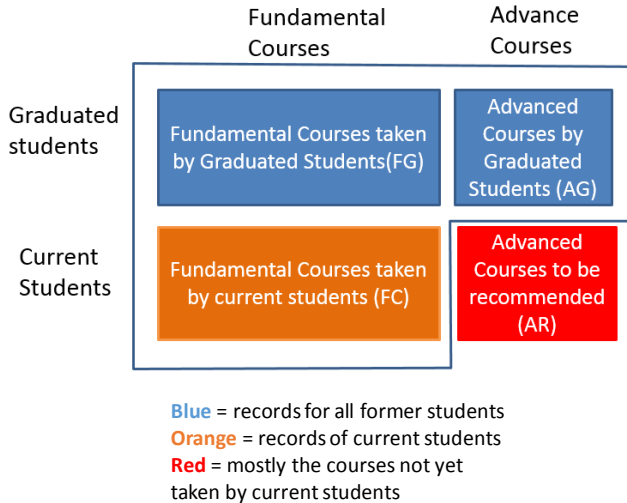 Fundamental
Courses
Advance
Courses
Graduated
students
Fundamental Courses taken
by Graduated Students(FG)
Advanced
Courses by
Graduated
Students (AG)
Current
Students
Fundamental Courses taken
by current students (FC)
Advanced
Courses to be
recommended
(AR)
Blue = records for all former students
Orange = records of current students
Red = mostly the courses not yet
taken by current students